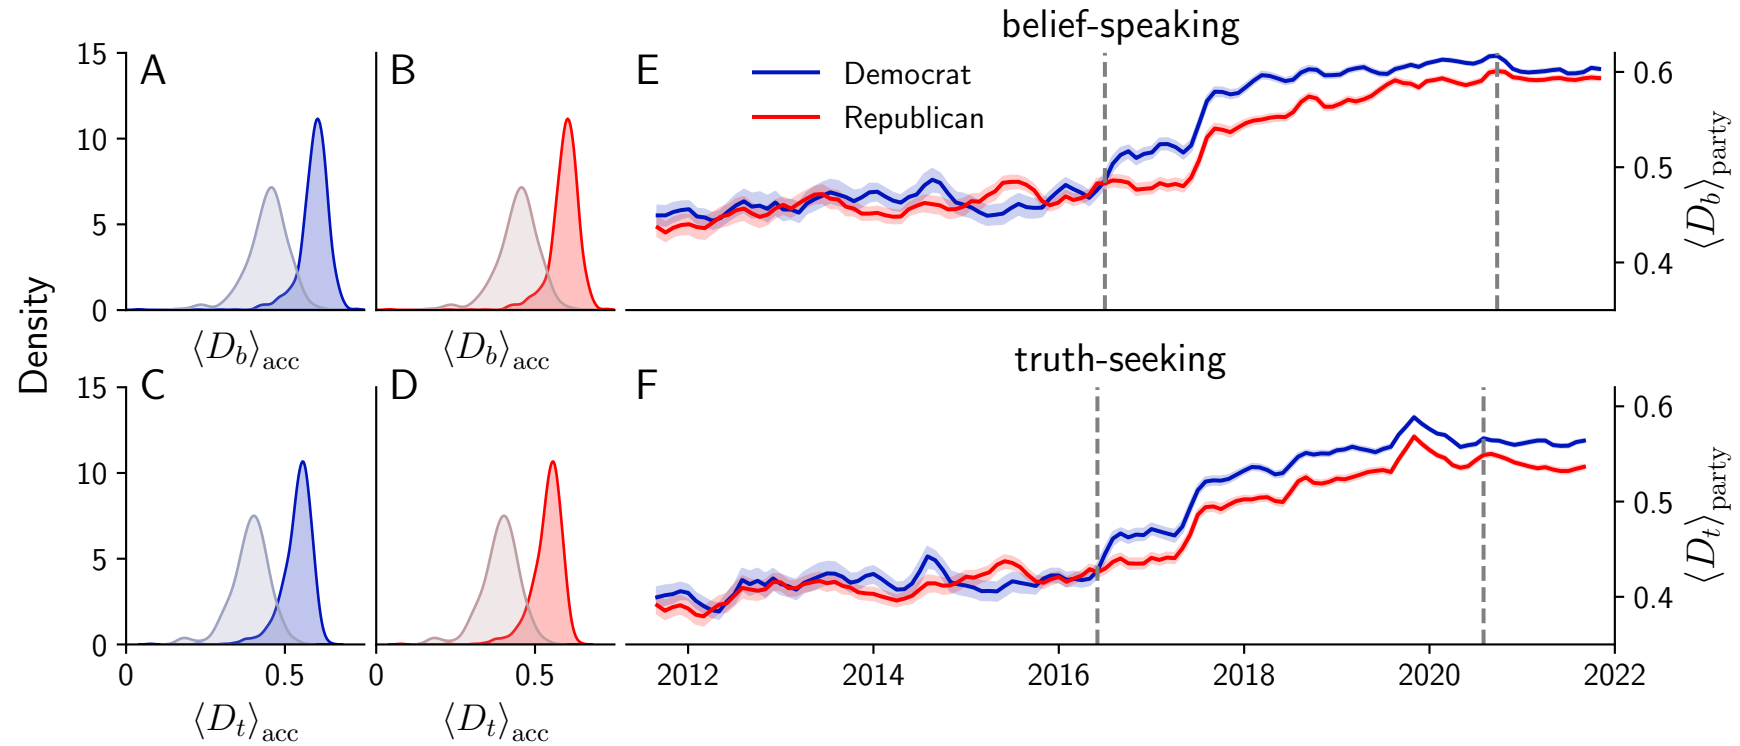 belief-speaking
A
B
E
Democrat
Republican
15
10
5
0
0.6
0.5
0.4
⟨D_b⟩_party
Density
⟨D_b⟩_acc
⟨D_b⟩_acc
truth-seeking
C
D
F
15
10
5
0
0.6
0.5
0.4
⟨D_t⟩_party
0 0.5 0 0.5 2012 2014 2016 2018 2020 2022
⟨D_t⟩_acc
⟨D_t⟩_acc